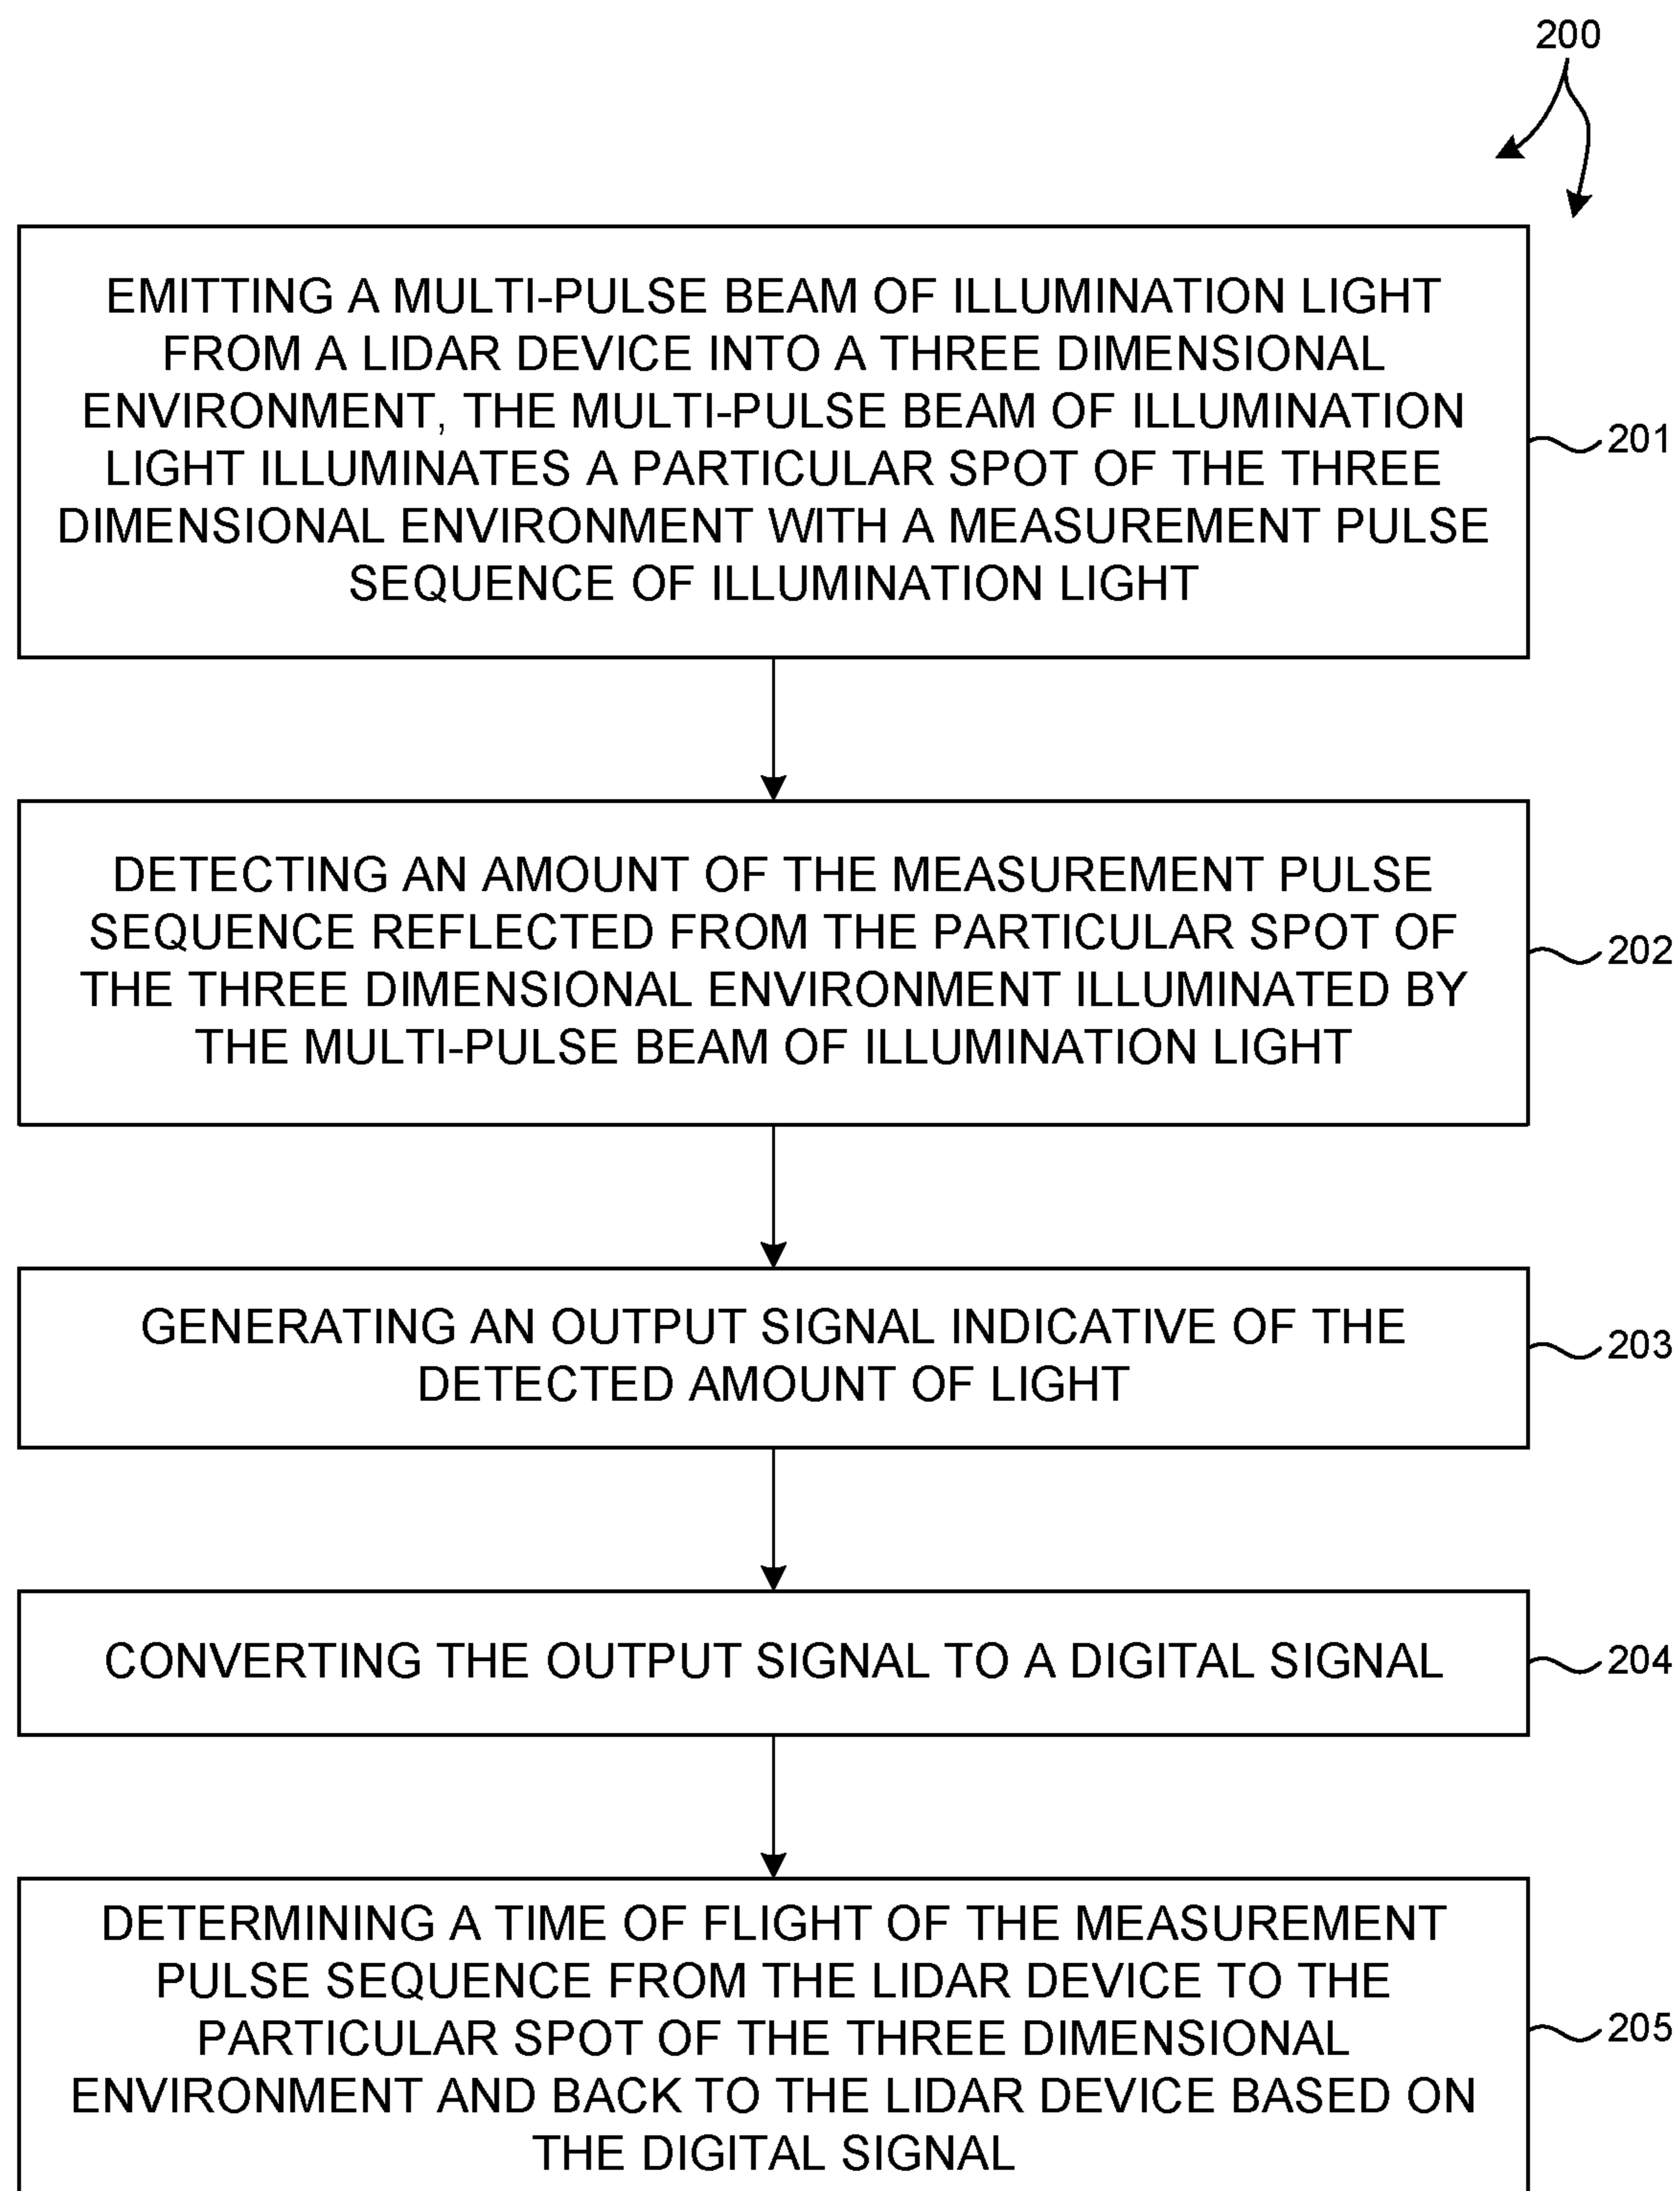 200
EMITTING A MULTI-PULSE BEAM OF ILLUMINATION LIGHT
FROM A LIDAR DEVICE INTO A THREE DIMENSIONAL
ENVIRONMENT, THE MULTI-PULSE BEAM OF ILLUMINATION
LIGHT ILLUMINATES A PARTICULAR SPOT OF THE THREE
DIMENSIONAL ENVIRONMENT WITH A MEASUREMENT PULSE
SEQUENCE OF ILLUMINATION LIGHT
201
DETECTING AN AMOUNT OF THE MEASUREMENT PULSE
SEQUENCE REFLECTED FROM THE PARTICULAR SPOT OF
THE THREE DIMENSIONAL ENVIRONMENT ILLUMINATED BY
THE MULTI-PULSE BEAM OF ILLUMINATION LIGHT
202
GENERATING AN OUTPUT SIGNAL INDICATIVE OF THE
DETECTED AMOUNT OF LIGHT
203
CONVERTING THE OUTPUT SIGNAL TO A DIGITAL SIGNAL
204
DETERMINING A TIME OF FLIGHT OF THE MEASUREMENT
PULSE SEQUENCE FROM THE LIDAR DEVICE TO THE
PARTICULAR SPOT OF THE THREE DIMENSIONAL
ENVIRONMENT AND BACK TO THE LIDAR DEVICE BASED ON
THE DIGITAL SIGNAL
205